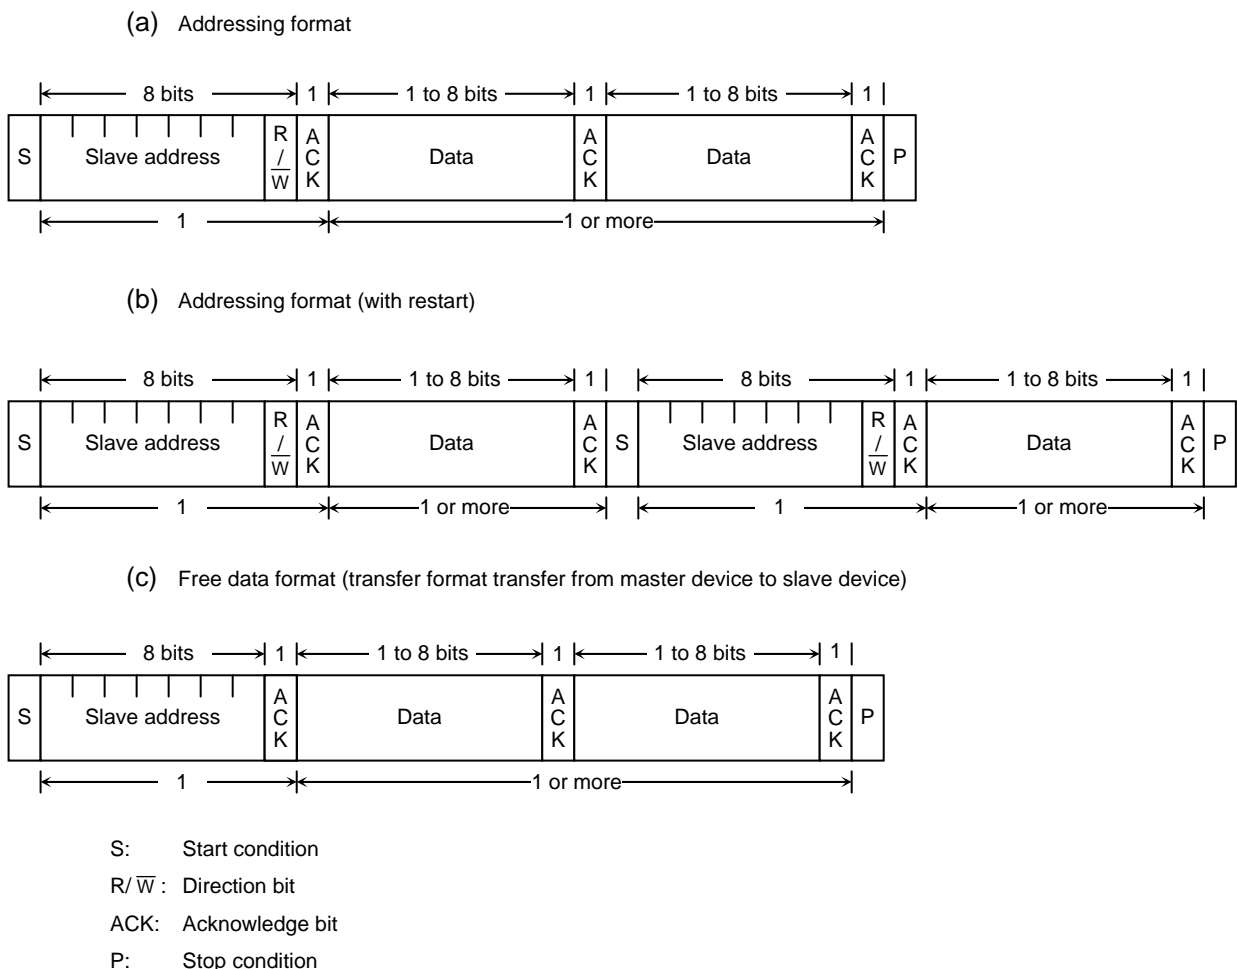 (a) Addressing format
8 bits 1 1 to 8 bits 1 1 to 8 bits 1
S Slave address R/W̅ ACK Data ACK Data ACK P
1 1 or more
(b) Addressing format (with restart)
8 bits 1 1 to 8 bits 1 8 bits 1 1 to 8 bits 1
S Slave address R/W̅ ACK Data ACK S Slave address R/W̅ ACK Data ACK P
1 1 or more 1 1 or more
(c) Free data format (transfer format transfer from master device to slave device)
8 bits 1 1 to 8 bits 1 1 to 8 bits 1
S Slave address ACK Data ACK Data ACK P
1 1 or more
S: Start condition
R/W̅ : Direction bit
ACK: Acknowledge bit
P: Stop condition